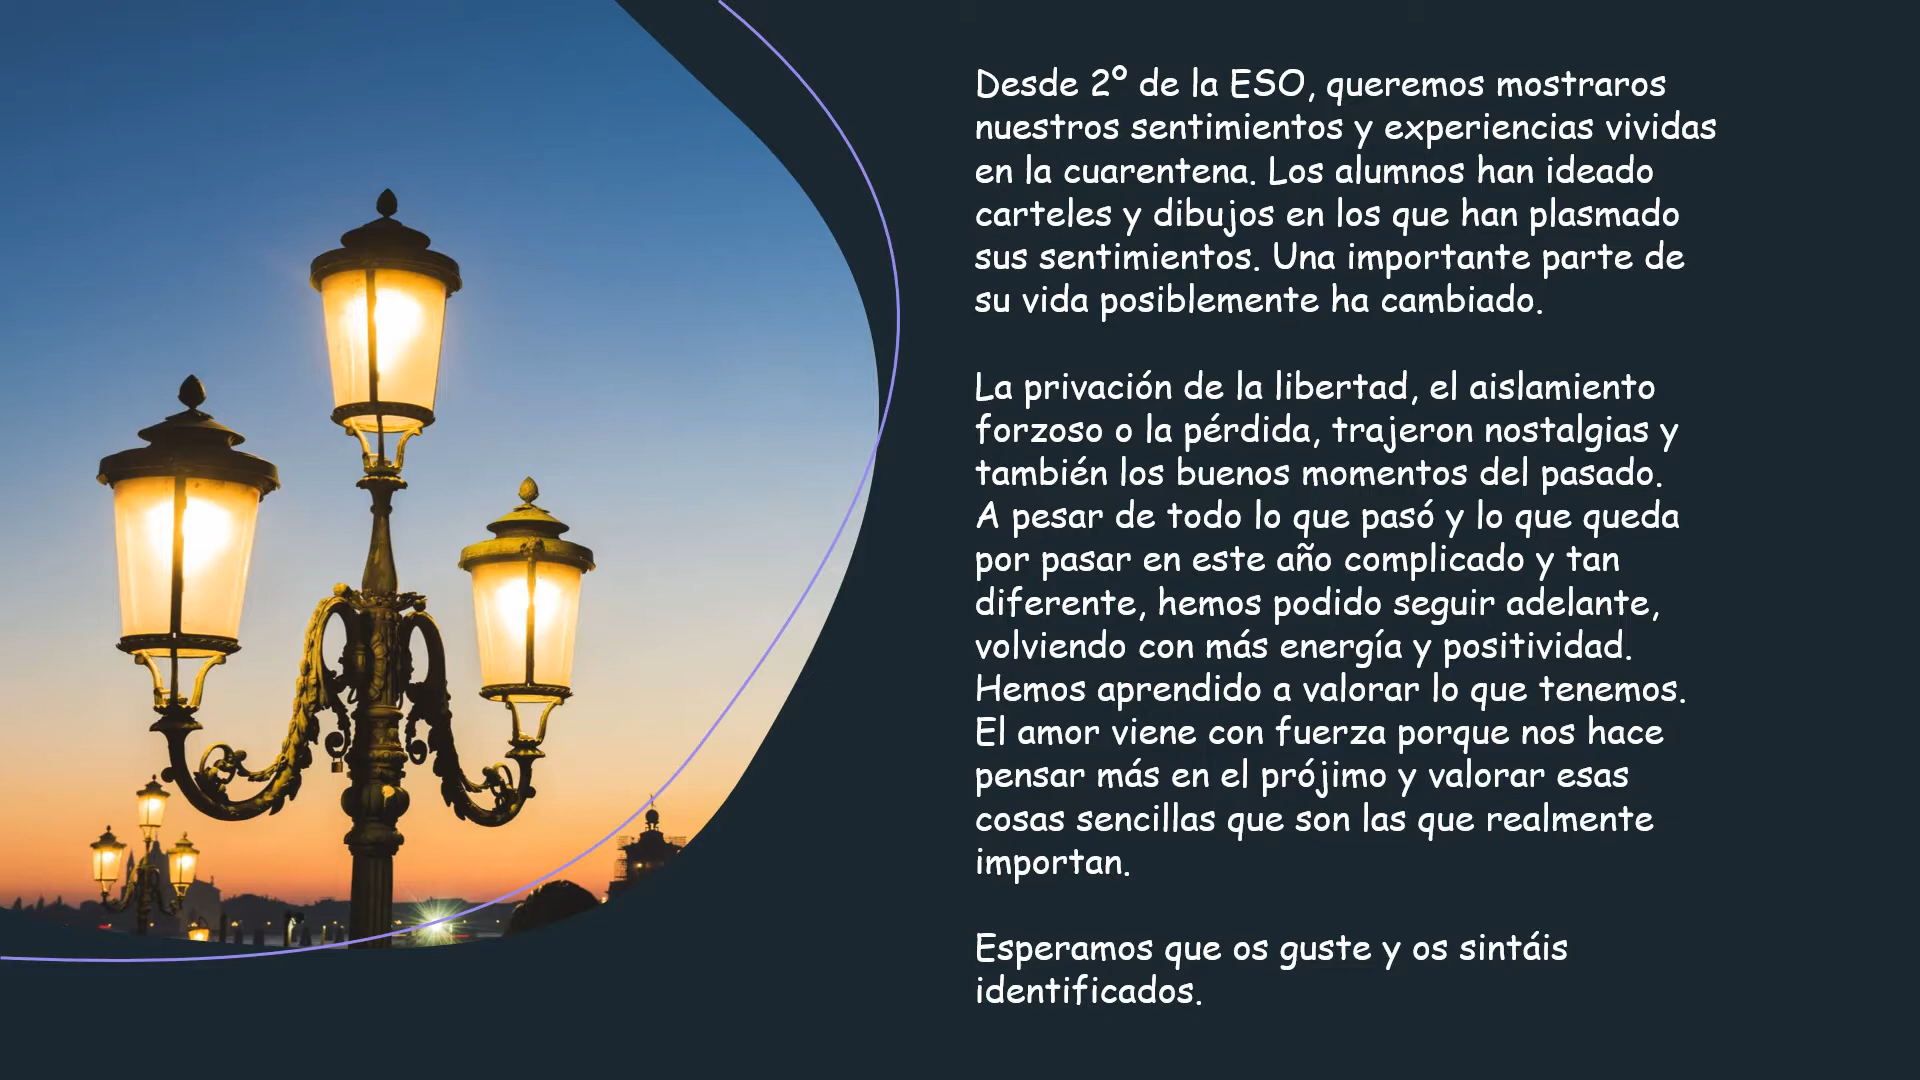 Desde 2º de la ESO, queremos mostraros
nuestros sentimientos y experiencias vividas
en la cuarentena. Los alumnos han ideado
carteles y dibujos en los que han plasmado
sus sentimientos. Una importante parte de
su vida posiblemente ha cambiado.
La privación de la libertad, el aislamiento
forzoso o la pérdida, trajeron nostalgias y
también los buenos momentos del pasado.
A pesar de todo lo que pasó y lo que queda
por pasar en este año complicado y tan
diferente, hemos podido seguir adelante,
volviendo con más energía y positividad.
Hemos aprendido a valorar lo que tenemos.
El amor viene con fuerza porque nos hace
pensar más en el prójimo y valorar esas
cosas sencillas que son las que realmente
importan.
Esperamos que os guste y os sintáis
identificados.